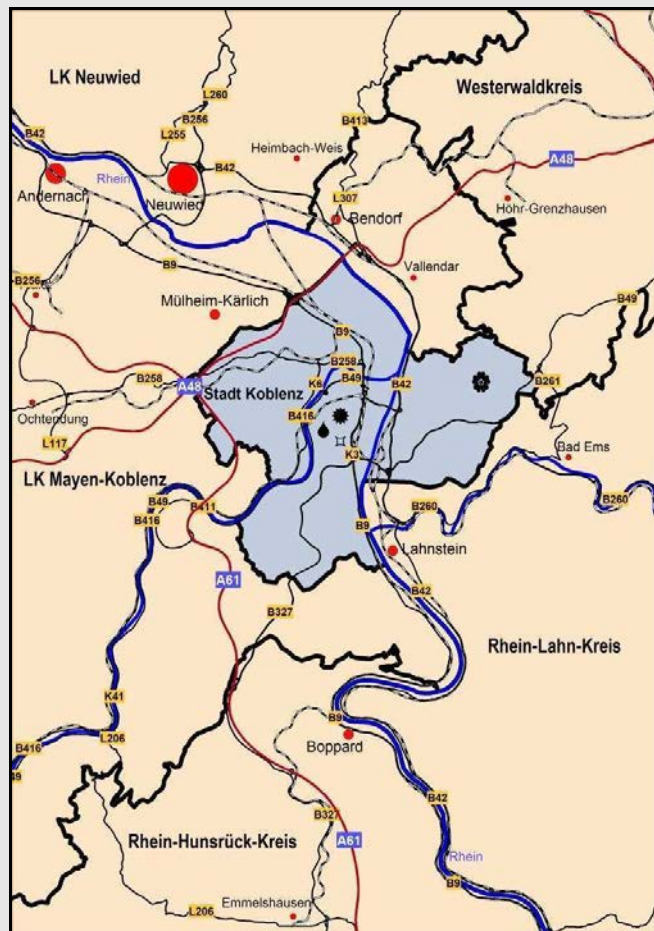 LK Neuwied
Westerwaldkreis
L260
B256
B413
B42
L255
Heimbach-Weis
B42
A48
Andernach
Rhein
Neuwied
L307
Bendorf
Höhr-Grenzhausen
B9
Vallendar
B256
Mülheim-Kärlich
B49
B9
B258
K6
B49
B42
B261
B258
A48
Stadt Koblenz
Ochtendung
B416
L117
K3
Bad Ems
LK Mayen-Koblenz
B49
B411
B416
B260
B260
B9
Lahnstein
A61
B42
B327
Rhein-Lahn-Kreis
K41
B9
L206
Boppard
B416
49
B42
B327
Rhein-Hunsrück-Kreis
A61
Rhein
B9
L206
Emmelshausen